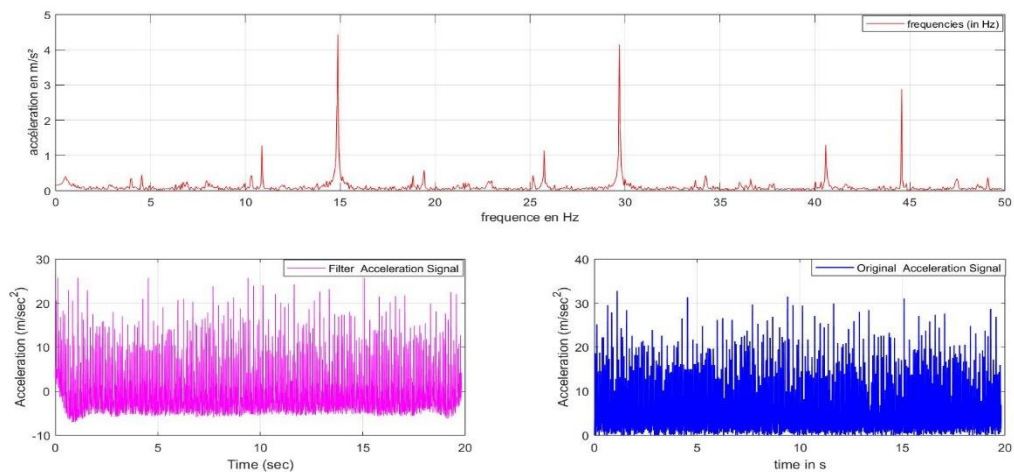 5
4
3
2
1
0
accéleration en m/s²
frequencies (in Hz)
0 5 10 15 20 25 30 35 40 45 50
frequence en Hz
30
20
10
0
-10
Acceleration (m/sec²)
Filter Acceleration Signal
0 5 10 15 20
Time (sec)
40
30
20
10
0
Acceleration (m/sec²)
Original Acceleration Signal
0 5 10 15 20
time in s